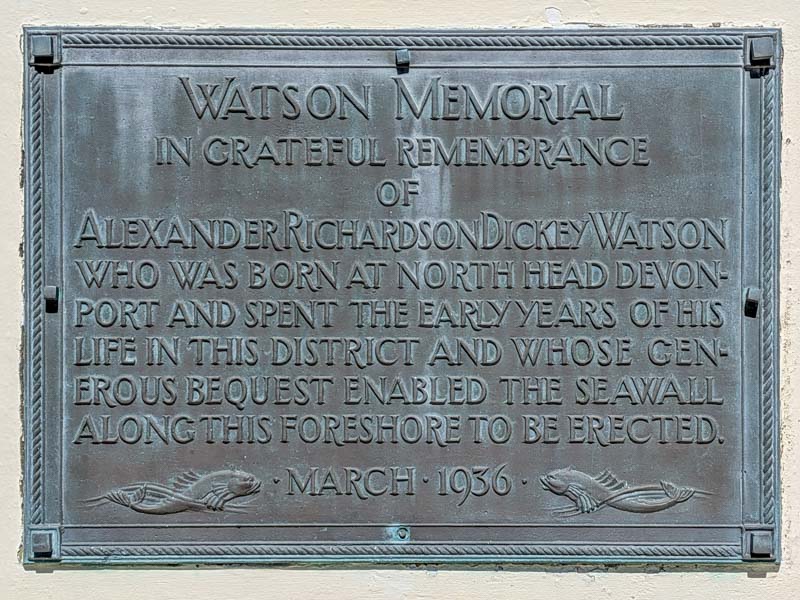 WATSON MEMORIAL
IN GRATEFUL REMEMBRANCE
OF
ALEXANDER RICHARDSON DICKEY WATSON
WHO WAS BORN AT NORTH HEAD DEVON-
PORT AND SPENT THE EARLY YEARS OF HIS
LIFE IN THIS DISTRICT AND WHOSE GEN-
EROUS BEQUEST ENABLED THE SEAWALL
ALONG THIS FORESHORE TO BE ERECTED.
· MARCH · 1936 ·